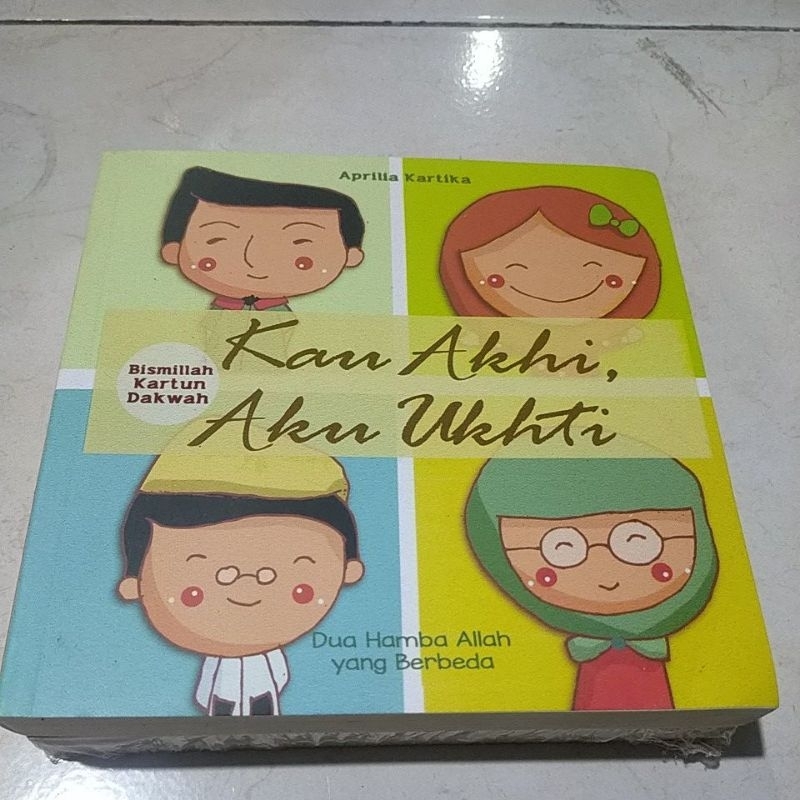 Aprilia Kartika
Bismillah
Kartun
Dakwah
Kau Akhi,
Aku Ukhti
Dua Hamba Allah
yang Berbeda